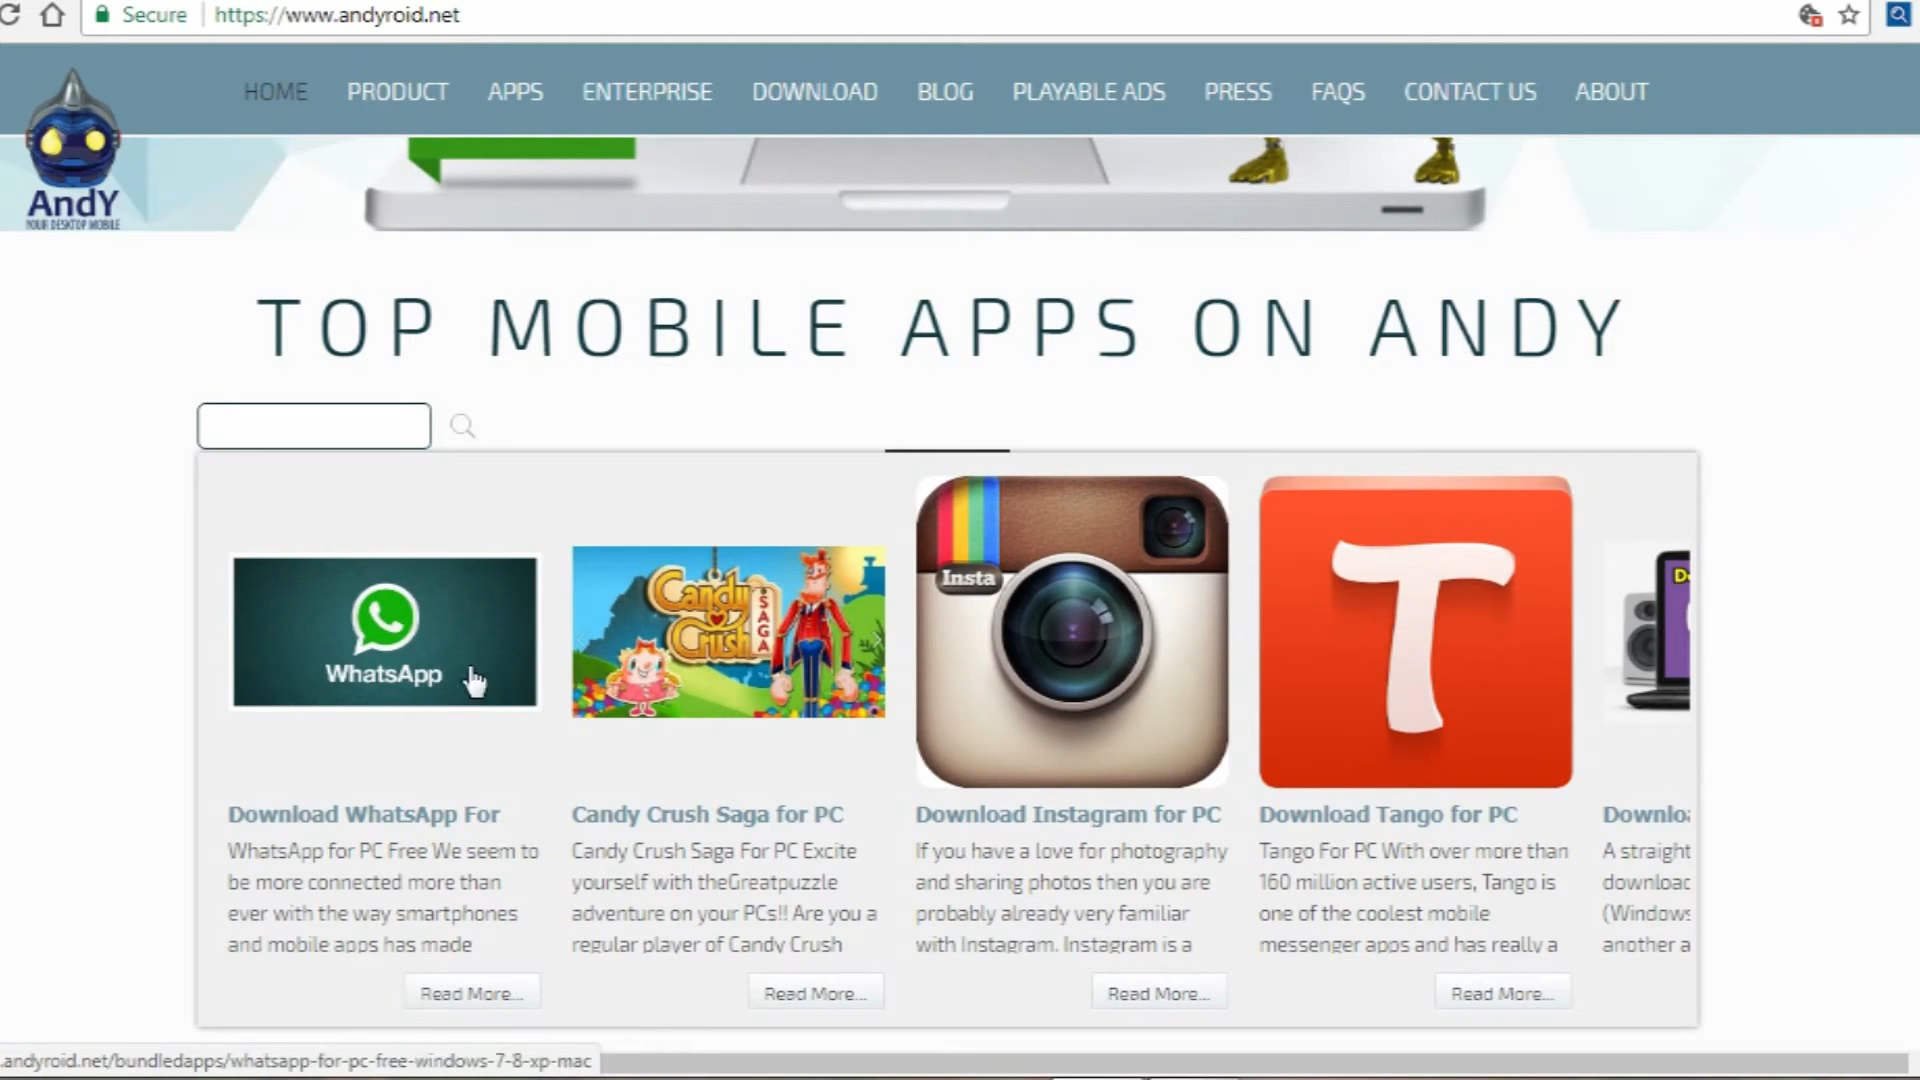 Secure https://www.andyroid.net
HOME PRODUCT APPS ENTERPRISE DOWNLOAD BLOG PLAYABLE ADS PRESS FAQS CONTACT US ABOUT
AndY
YOUR DESKTOP MOBILE
TOP MOBILE APPS ON ANDY
WhatsApp
Candy Crush SAGA
Insta
T
Download WhatsApp For
WhatsApp for PC Free We seem to
be more connected more than
ever with the way smartphones
and mobile apps has made
Read More...
Candy Crush Saga for PC
Candy Crush Saga For PC Excite
yourself with theGreatpuzzle
adventure on your PCs!! Are you a
regular player of Candy Crush
Read More...
Download Instagram for PC
If you have a love for photography
and sharing photos then you are
probably already very familiar
with Instagram. Instagram is a
Read More...
Download Tango for PC
Tango For PC With over more than
160 million active users, Tango is
one of the coolest mobile
messenger apps and has really a
Read More...
A straight
(Windows
another a
.andyroid.net/bundledapps/whatsapp-for-pc-free-windows-7-8-xp-mac